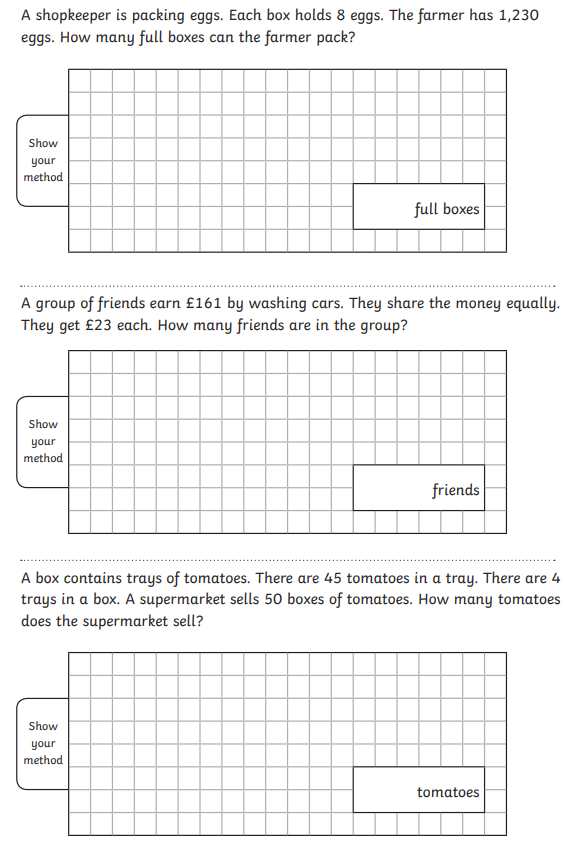 A shopkeeper is packing eggs. Each box holds 8 eggs. The farmer has 1,230
eggs. How many full boxes can the farmer pack?
Show
your
method
full boxes
A group of friends earn £161 by washing cars. They share the money equally.
They get £23 each. How many friends are in the group?
Show
your
method
friends
A box contains trays of tomatoes. There are 45 tomatoes in a tray. There are 4
trays in a box. A supermarket sells 50 boxes of tomatoes. How many tomatoes
does the supermarket sell?
Show
your
method
tomatoes